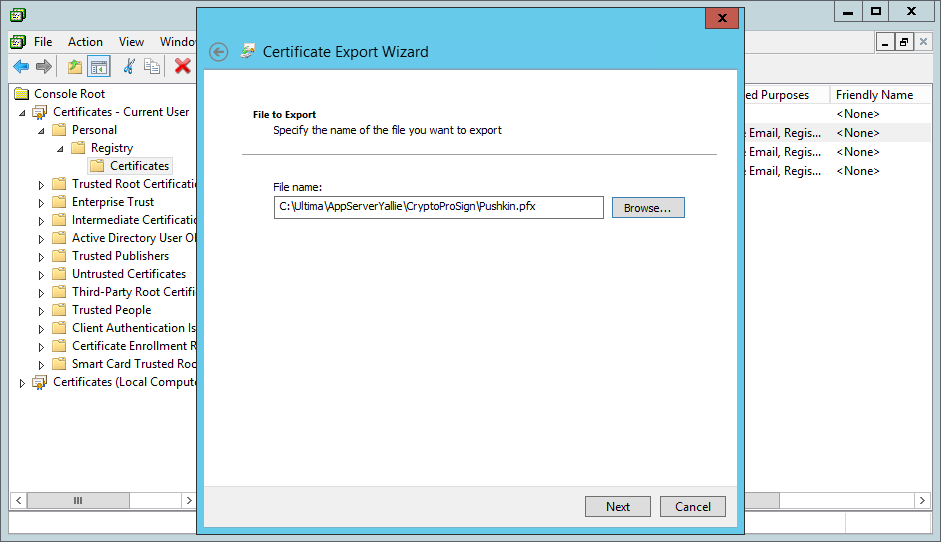 Certificate Export Wizard
File Action View Windo
Console Root
Certificates - Current User
Personal
Registry
Certificates
Trusted Root Certificatio
Enterprise Trust
Intermediate Certificatio
Active Directory User Ob
Trusted Publishers
Untrusted Certificates
Third-Party Root Certifi
Trusted People
Client Authentication Is
Certificate Enrollment R
Smart Card Trusted Roo
Certificates (Local Compute
File to Export
Specify the name of the file you want to export
File name:
C:\Ultima\AppServerYallie\CryptoProSign\Pushkin.pfx
Browse...
Next
Cancel
ed Purposes Friendly Name
<None>
e Email, Regis... <None>
e Email, Regis... <None>
e Email, Regis... <None>